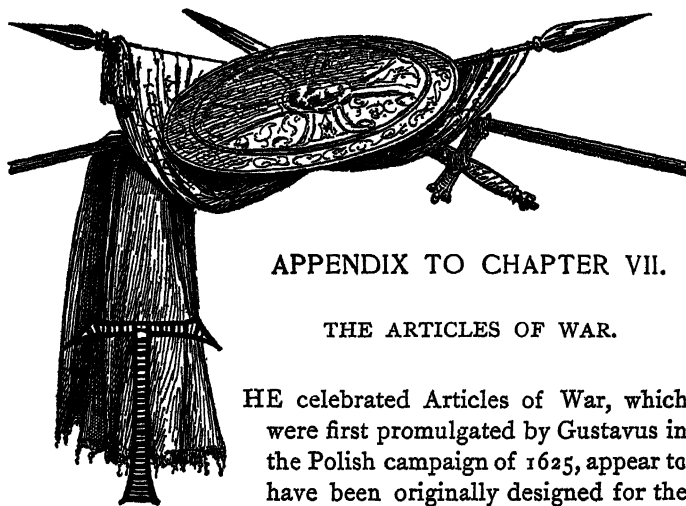 APPENDIX TO CHAPTER VII.
THE ARTICLES OF WAR.
THE celebrated Articles of War, which
were first promulgated by Gustavus in
the Polish campaign of 1625, appear to
have been originally designed for the